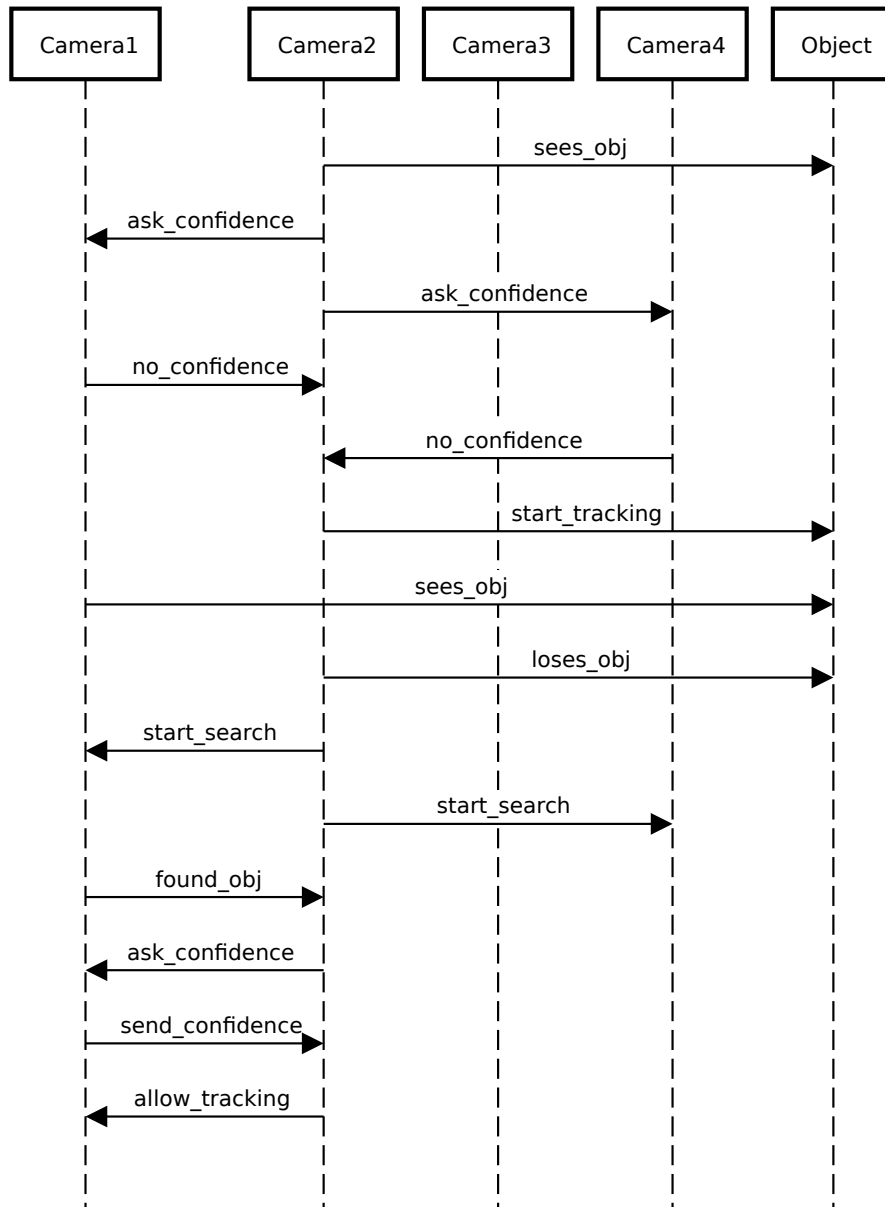 Camera1 Camera2 Camera3 Camera4 Object
sees_obj
ask_confidence
ask_confidence
no_confidence
no_confidence
start_tracking
sees_obj
loses_obj
start_search
start_search
found_obj
ask_confidence
send_confidence
allow_tracking